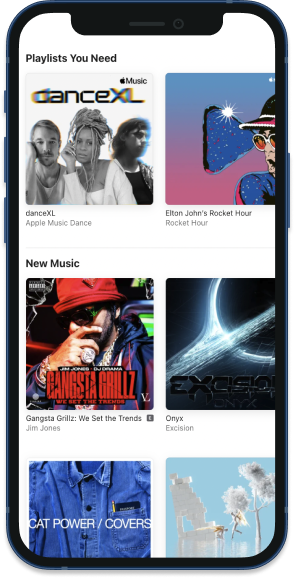 Playlists You Need
Music
danceXL
danceXL
Elton John's Rocket Hour
Apple Music Dance
Rocket Hour
New Music
JIM JONES · DJ DRAMA
GANGSTA GRILLZ
WE SET THE TRENDS
EXCISION
Gangsta Grillz: We Set the Trends E
Onyx
Jim Jones
Excision
CAT POWER / COVERS